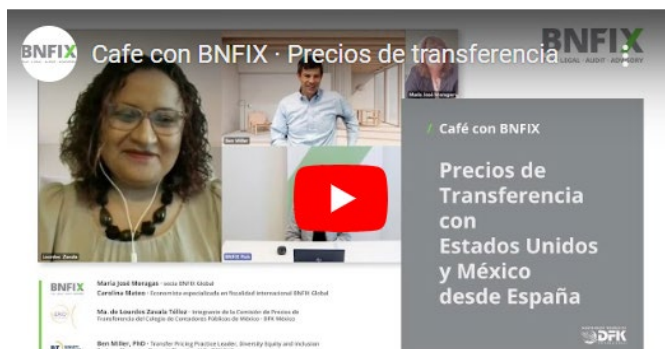 BNFIX
Cafe con BNFIX · Precios de transferencia
BNFIX
LEGAL · AUDIT · ADVISORY
María José Moragas
Ben Miller
/ Café con BNFIX
Precios de
Transferencia
con
Estados Unidos
y México
desde España
Lourdes Zavala
BNFIX Pich
BNFIX
María José Moragas - socia BNFIX Global
Carolina Mateo - Economista especializada en fiscalidad internacional BNFIX Global
Ma. de Lourdes Zavala Téllez - Integrante de la Comisión de Precios de
Transferencia del Colegio de Contadores Públicos de México - DFK México
Ben Miller, PhD - Transfer Pricing Practice Leader, Diversity Equity and Inclusion
DFK